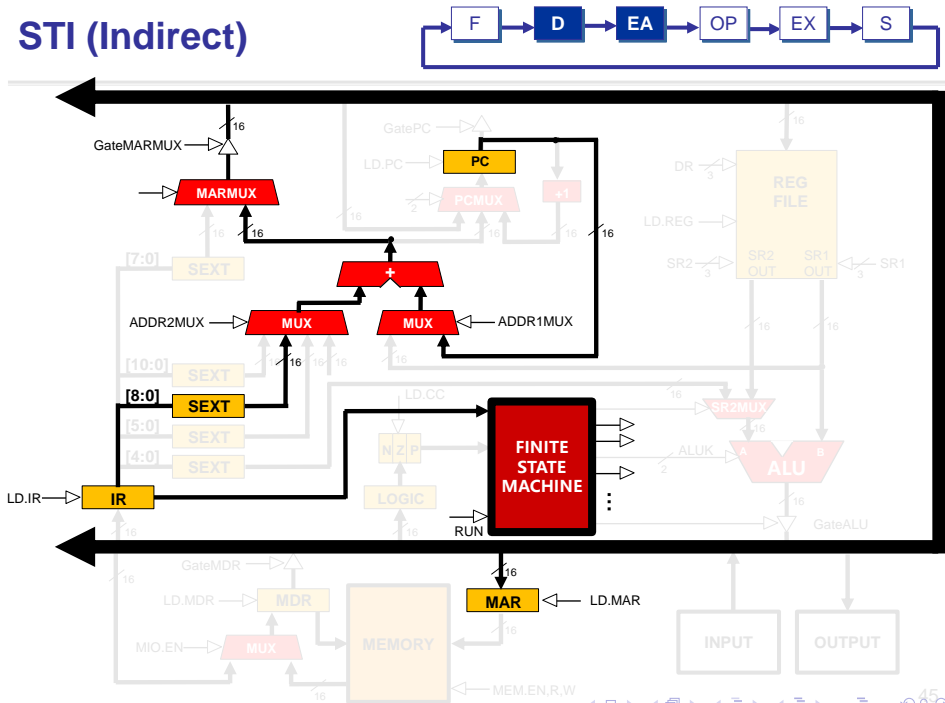 STI (Indirect)
F D EA OP EX S
16
16
GateMARMUX
GatePC
LD.PC
PC
DR
3
REG
FILE
MARMUX
2
PCMUX
+1
LD.REG
16
16
16
16
16
[7:0]
SEXT
+
SR2
3
SR2
OUT
SR1
OUT
3
SR1
ADDR2MUX
MUX
MUX
ADDR1MUX
16
16
[10:0]
SEXT
16
16
16
16
[8:0]
SEXT
LD.CC
SR2MUX
[5:0]
SEXT
N Z P
FINITE
STATE
MACHINE
16
[4:0]
SEXT
ALUK
2
A
B
ALU
LD.IR
IR
LOGIC
RUN
16
GateALU
16
16
GateMDR
16
16
LD.MDR
MDR
MAR
LD.MAR
MIO.EN
MUX
MEMORY
16
INPUT
OUTPUT
16
MEM.EN,R,W
45